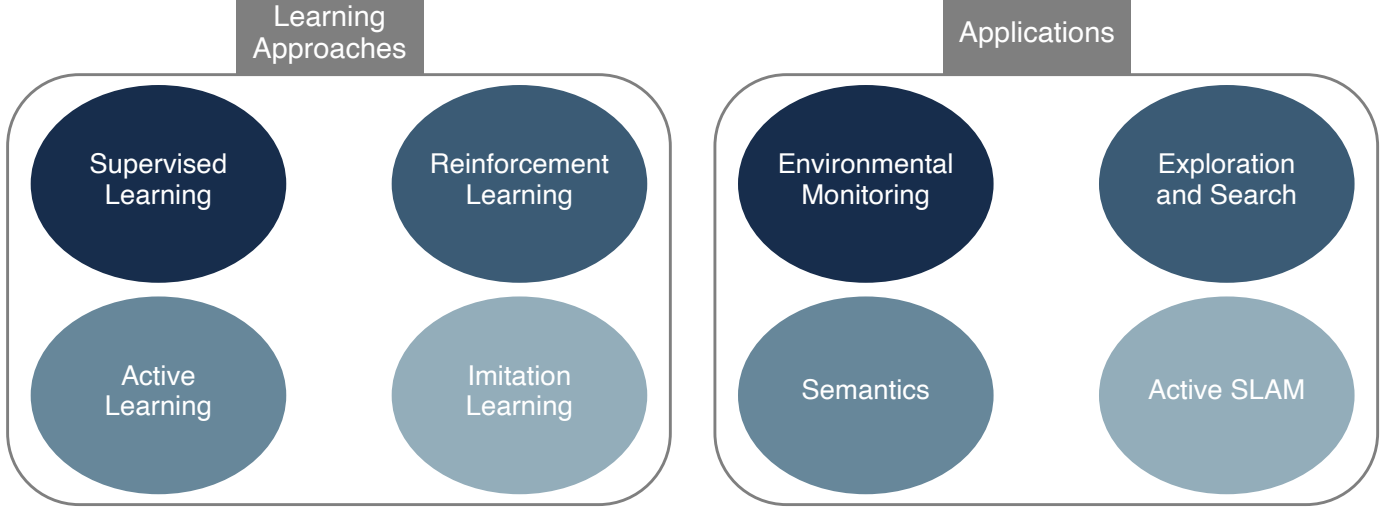 Learning
Approaches
Supervised
Learning
Reinforcement
Learning
Active
Learning
Imitation
Learning
Applications
Environmental
Monitoring
Exploration
and Search
Semantics
Active SLAM